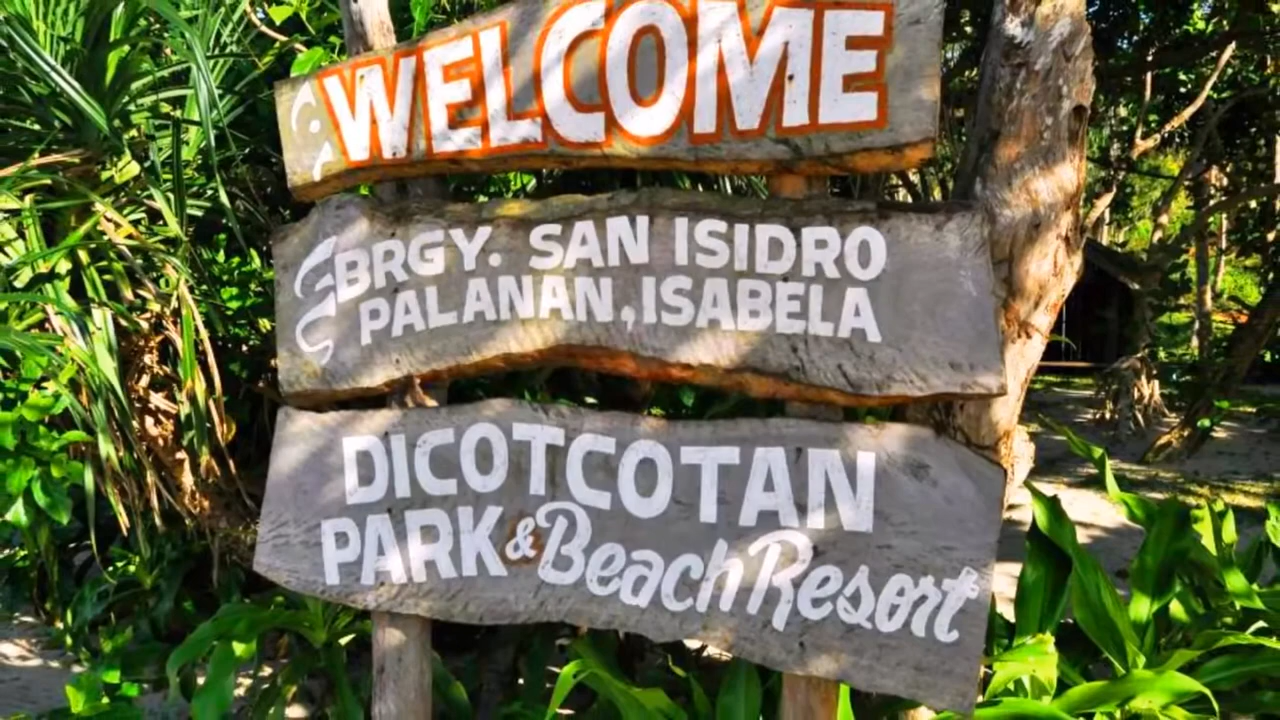 WELCOME
BRGY. SAN ISIDRO
PALANAN, ISABELA
DICOTCOTAN
PARK & Beach Resort